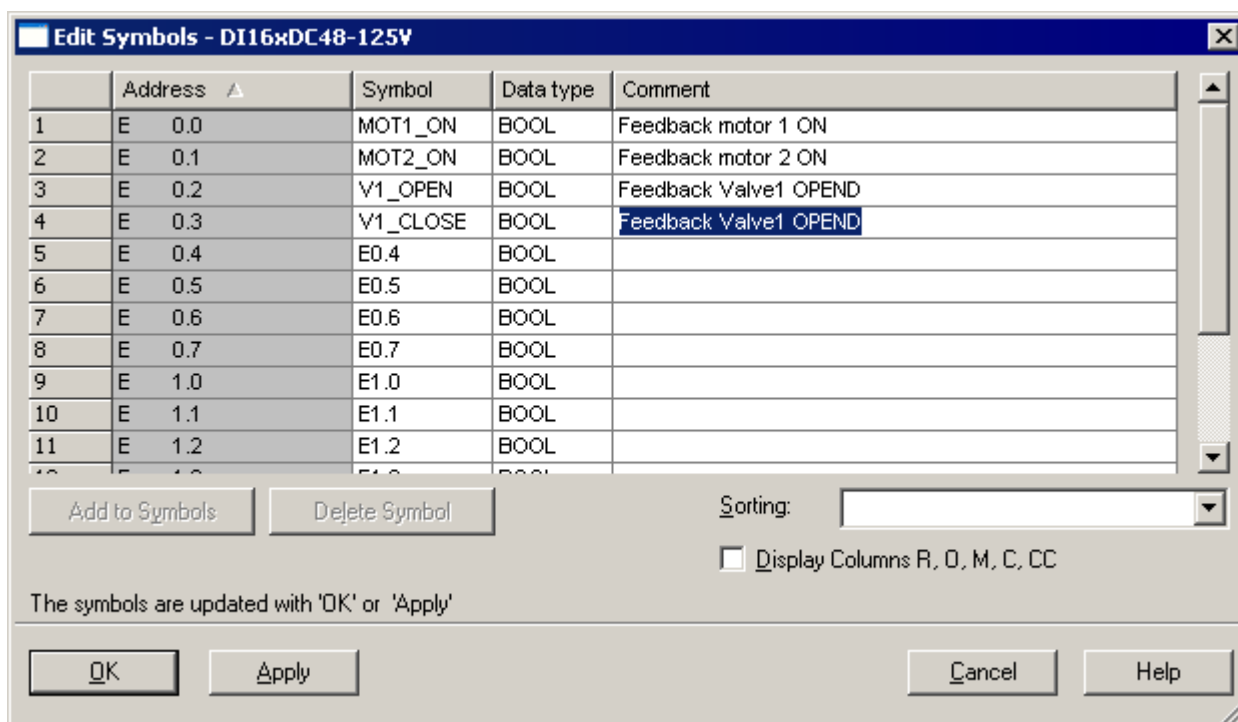 Edit Symbols - DI16xDC48-125V
Address Symbol Data type Comment
1 E 0.0 MOT1_ON BOOL Feedback motor 1 ON
2 E 0.1 MOT2_ON BOOL Feedback motor 2 ON
3 E 0.2 V1_OPEN BOOL Feedback Valve1 OPEND
4 E 0.3 V1_CLOSE BOOL Feedback Valve1 OPEND
5 E 0.4 E0.4 BOOL
6 E 0.5 E0.5 BOOL
7 E 0.6 E0.6 BOOL
8 E 0.7 E0.7 BOOL
9 E 1.0 E1.0 BOOL
10 E 1.1 E1.1 BOOL
11 E 1.2 E1.2 BOOL
Add to Symbols Delete Symbol Sorting:
Display Columns R, O, M, C, CC
The symbols are updated with 'OK' or 'Apply'
OK Apply Cancel Help